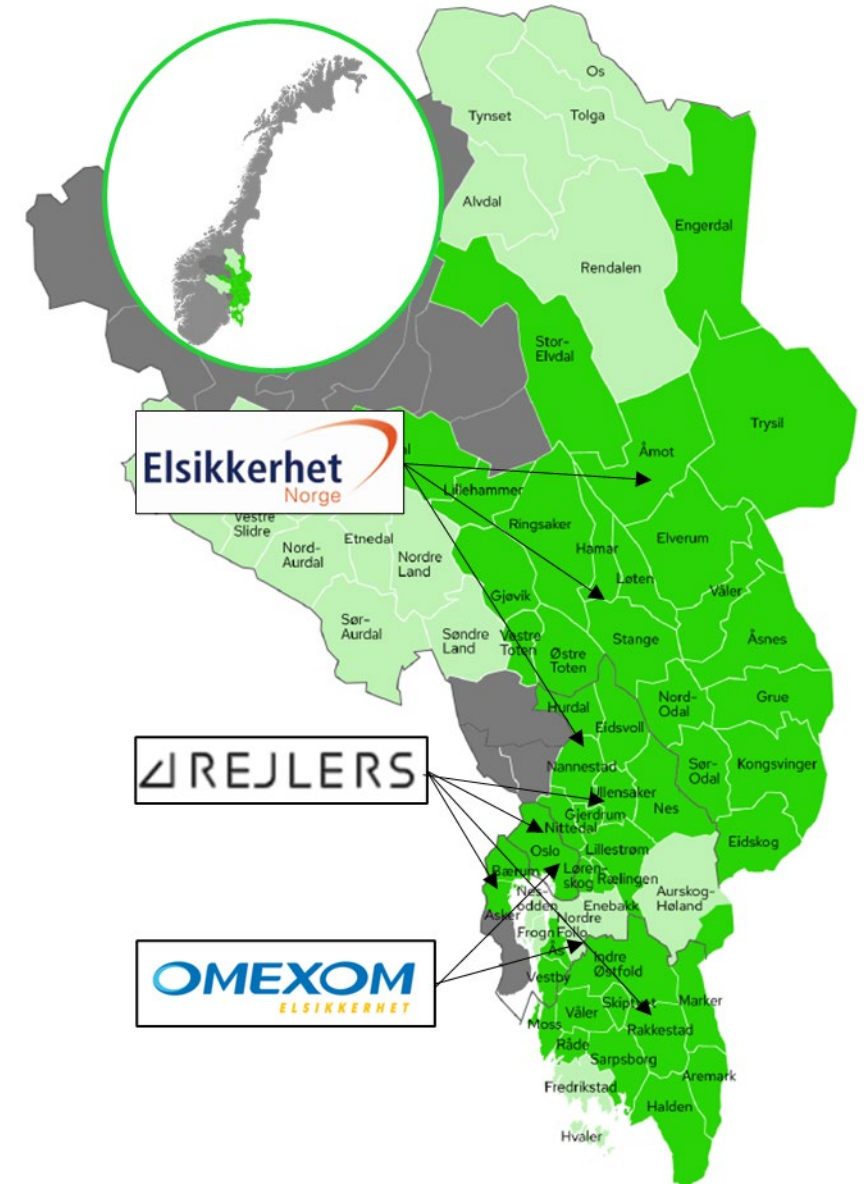 Os
Tynset
Tolga
Alvdal
Engerdal
Rendalen
Stor-
Elvdal
Trysil
Elsikkerhet
Norge
Åmot
Lillehammer
Vestre
Slidre
Ringsaker
Etnedal
Nord-
Aurdal
Nordre
Land
Hamar
Elverum
Løten
Våler
Gjøvik
Sør-
Aurdal
Søndre
Land
Vestre
Toten
Østre
Toten
Stange
Åsnes
Hurdal
Nord-
Odal
Grue
Eidsvoll
REJLERS
Nannestad
Sør-
Odal
Kongsvinger
Ullensaker
Nes
Gjerdrum
Nittedal
Eidskog
Oslo
Lillestrøm
Bærum
Løren-
skog
Rælingen
Aurskog-
Høland
Nes-
odden
Enebakk
Asker
Nordre
Follo
Frogn
Ås
OMEXOM
ELSIKKERHET
Indre
Østfold
Vestby
Skiptvet
Marker
Våler
Moss
Rakkestad
Råde
Sarpsborg
Aremark
Fredrikstad
Halden
Hvaler